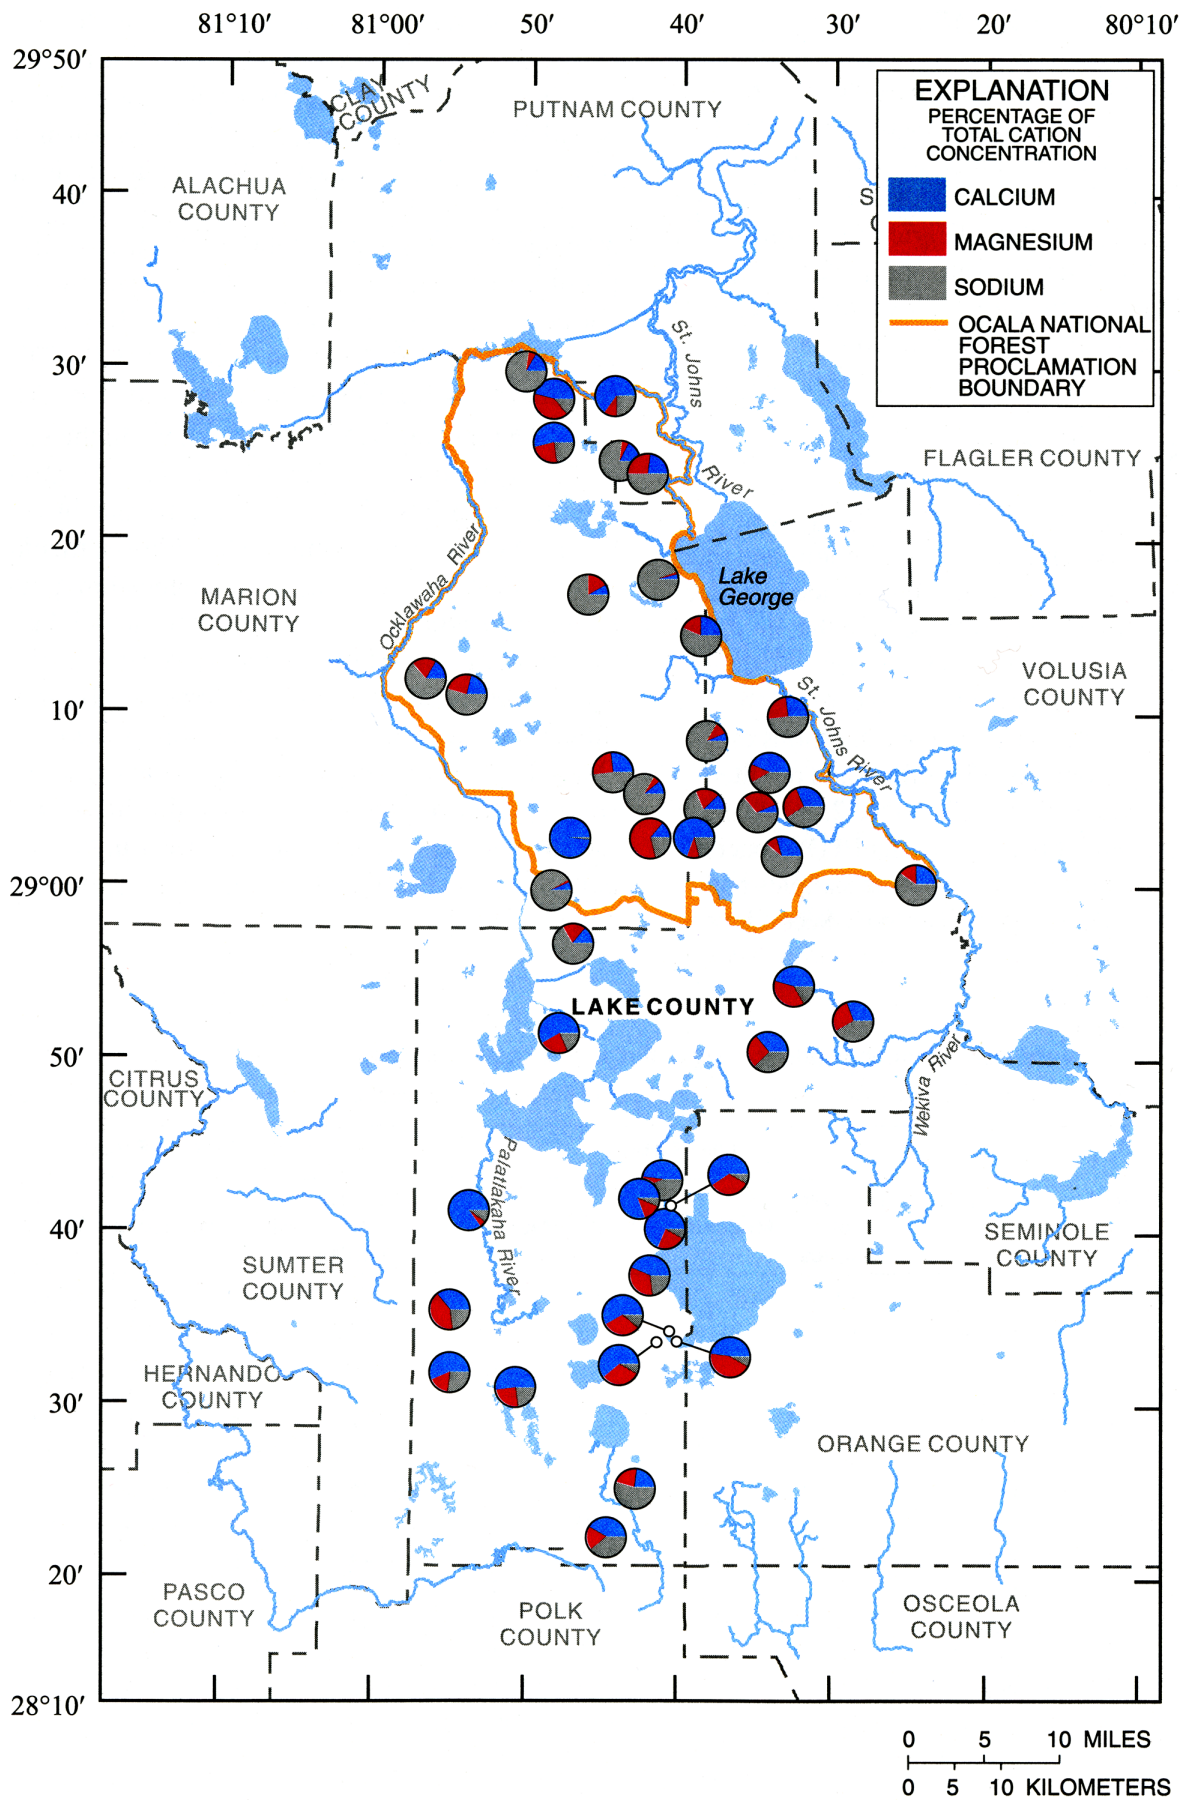 81°10′ 81°00′ 50′ 40′ 30′ 20′ 80°10′
29°50′
CLAY
COUNTY
PUTNAM COUNTY
EXPLANATION
PERCENTAGE OF
TOTAL CATION
CONCENTRATION
CALCIUM
MAGNESIUM
SODIUM
OCALA NATIONAL
FOREST
PROCLAMATION
BOUNDARY
ALACHUA
COUNTY
S
C
40′
St. Johns
River
30′
FLAGLER COUNTY
20′
Ocklawaha River
Lake
George
MARION
COUNTY
VOLUSIA
COUNTY
10′
St. Johns River
29°00′
LAKE COUNTY
50′
CITRUS
COUNTY
Wekiva River
Palatlakaha River
40′
SEMINOLE
COUNTY
SUMTER
COUNTY
HERNANDO
COUNTY
30′
ORANGE COUNTY
20′
PASCO
COUNTY
POLK
COUNTY
OSCEOLA
COUNTY
28°10′
0 5 10 MILES
0 5 10 KILOMETERS